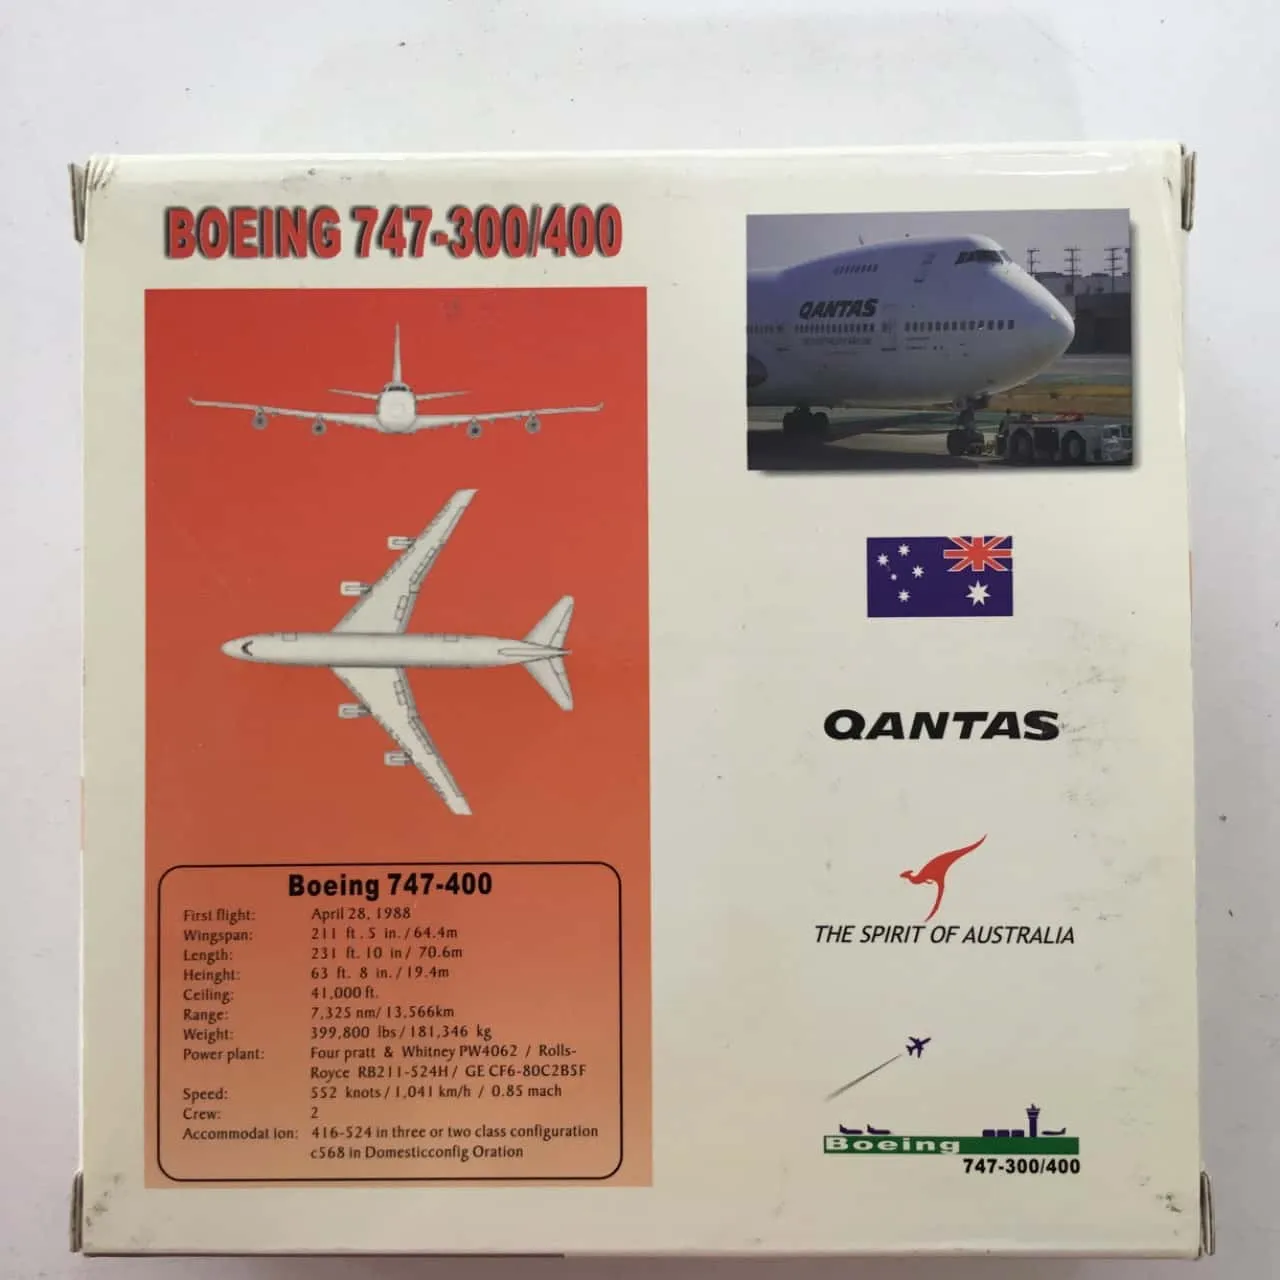 BOEING 747-300/400
QANTAS
QANTAS
THE SPIRIT OF AUSTRALIA
Boeing 747-400
First flight: April 28, 1988
Wingspan: 211 ft. 5 in./64.4m
Length: 231 ft. 10 in/ 70.6m
Heinght: 63 ft. 8 in./19.4m
Ceiling: 41,000ft.
Range: 7,325 nm/ 13,566km
Weight: 399,800 lbs/181,346 kg
Power plant: Four pratt & Whitney PW4062 / Rolls-
Royce RB211-524H/ GE CF6-80C2B5F
Speed: 552 knots/1,041 km/h / 0.85 mach
Crew: 2
Accommodat ion: 416-524 in three or two class configuration
c568 in Domesticconfig Oration
Boeing
747-300/400